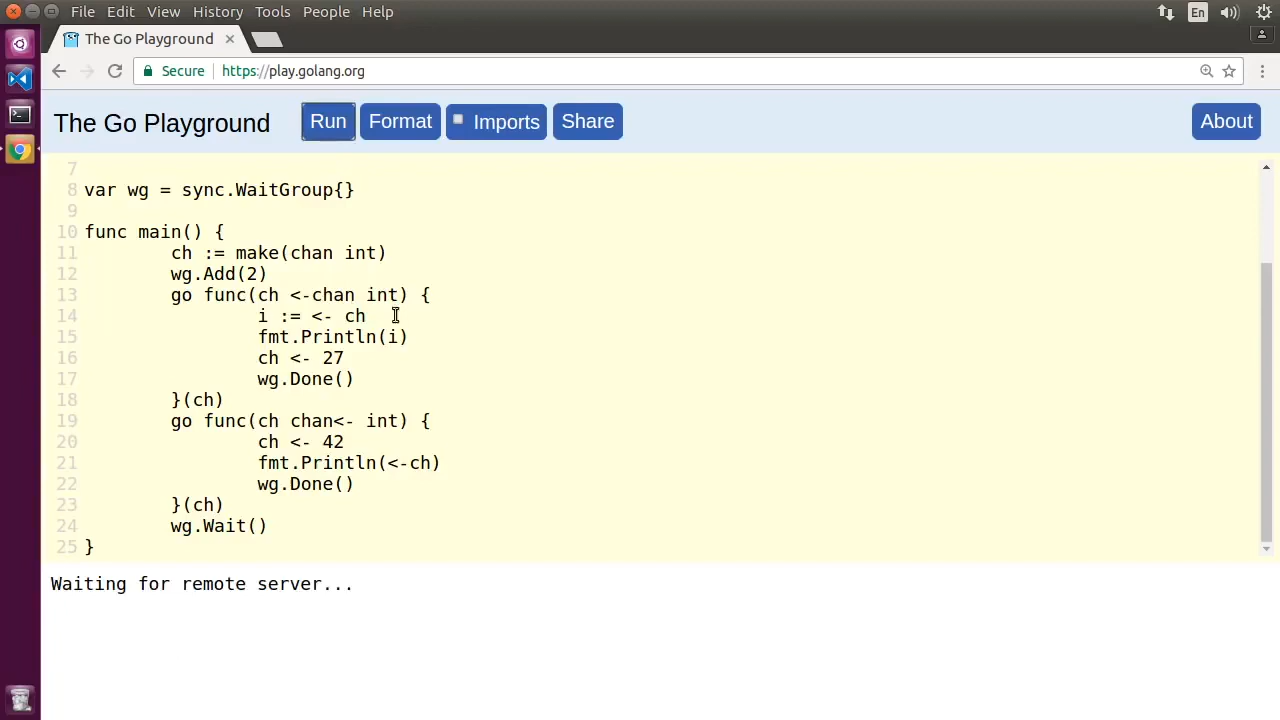 File Edit View History Tools People Help
En
The Go Playground
Secure https://play.golang.org
The Go Playground Run Format Imports Share About
7
8 var wg = sync.WaitGroup{}
9
10 func main() {
11 ch := make(chan int)
12 wg.Add(2)
13 go func(ch <-chan int) {
14 i := <- ch
15 fmt.Println(i)
16 ch <- 27
17 wg.Done()
18 }(ch)
19 go func(ch chan<- int) {
20 ch <- 42
21 fmt.Println(<-ch)
22 wg.Done()
23 }(ch)
24 wg.Wait()
25 }
Waiting for remote server...